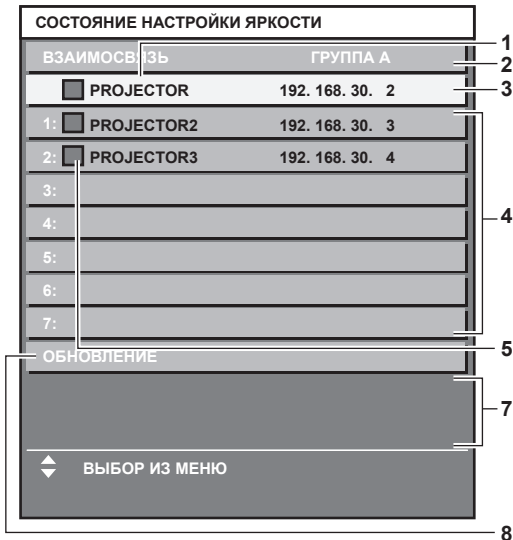 СОСТОЯНИЕ НАСТРОЙКИ ЯРКОСТИ
ВЗАИМОСВЯЗЬ ГРУППА A
PROJECTOR 192. 168. 30. 2
1: PROJECTOR2 192. 168. 30. 3
2: PROJECTOR3 192. 168. 30. 4
3:
4:
5:
6:
7:
ОБНОВЛЕНИЕ
ВЫБОР ИЗ МЕНЮ
1
2
3
4
5
7
8